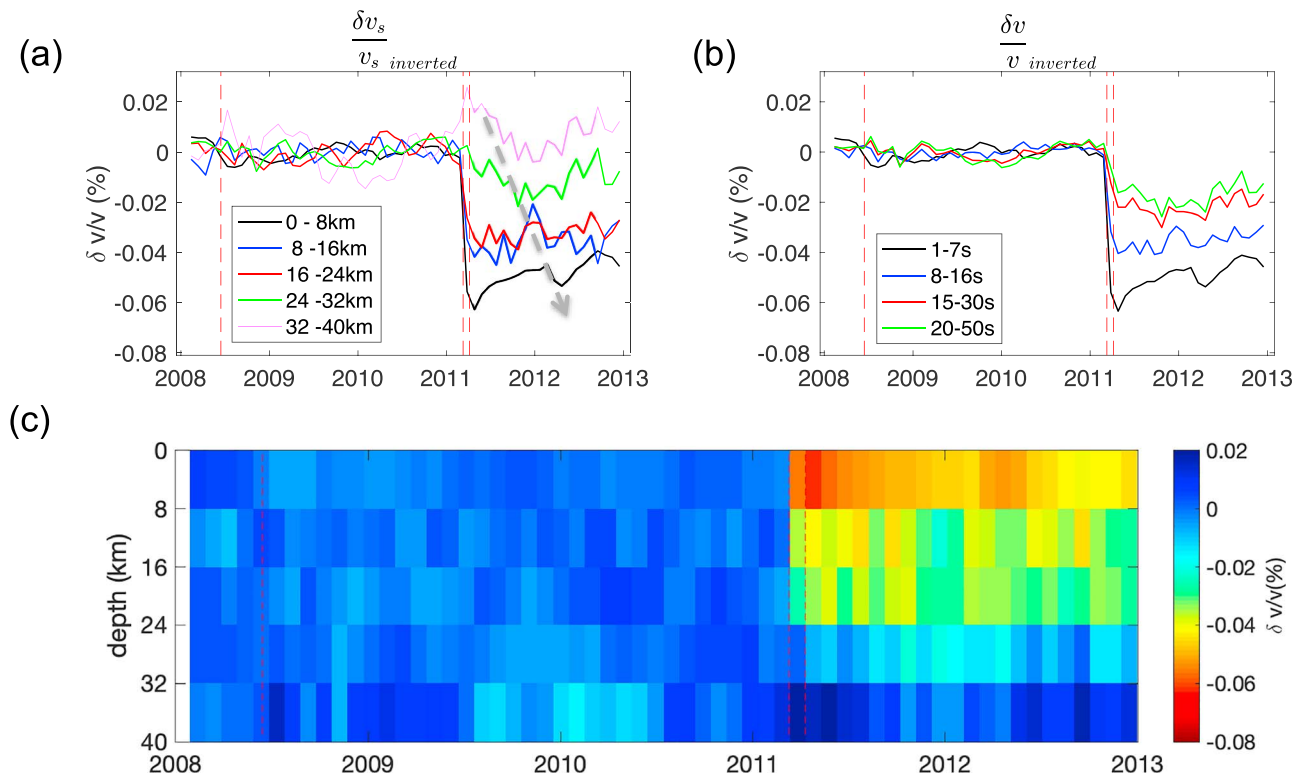 (a)
δv_s
v_s inverted
(b)
δv
v inverted
2008 2009 2010 2011 2012 2013
0.02
0
-0.02
-0.04
-0.06
-0.08
δ v/v (%)
0 - 8km
8 -16km
16 -24km
24 -32km
32 -40km
2008 2009 2010 2011 2012 2013
0.02
0
-0.02
-0.04
-0.06
-0.08
δ v/v (%)
1-7s
8-16s
15-30s
20-50s
(c)
0
8
16
24
32
40
depth (km)
2008 2009 2010 2011 2012 2013
0.02
0
-0.02
-0.04
-0.06
-0.08
δ v/v(%)